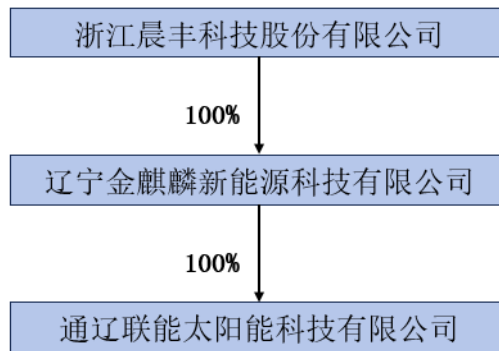 浙江晨丰科技股份有限公司
100%
辽宁金麒麟新能源科技有限公司
100%
通辽联能太阳能科技有限公司